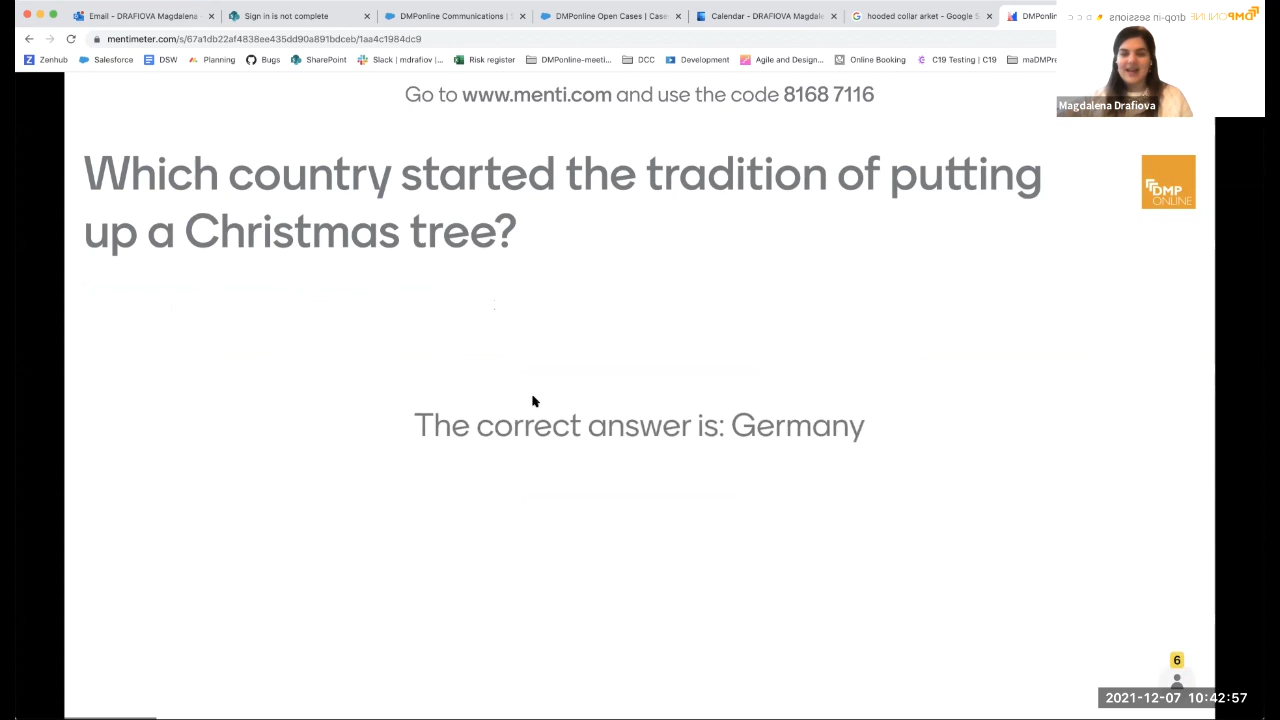 Email - DRAFIOVA Magdalena
Sign in is not complete
DMPonline Communications | S
DMPonline Open Cases | Case
Calendar - DRAFIOVA Magdale
hooded collar arket - Google S
DMPonlin
mentimeter.com/s/67a1db22af4838ee435dd90a891bdceb/1aa4c1984dc9
Zenhub
Salesforce
DSW
Planning
Bugs
SharePoint
Slack | mdrafiov |...
Risk register
DMPonline-meeti...
DCC
Development
Agile and Design...
Online Booking
C19 Testing | C19
maDMPre
DMPONLINE drop-in sessions
Magdalena Drafiova
Go to www.menti.com and use the code 8168 7116
Which country started the tradition of putting
up a Christmas tree?
DMP
ONLINE
The correct answer is: Germany
6
2021-12-07 10:42:57